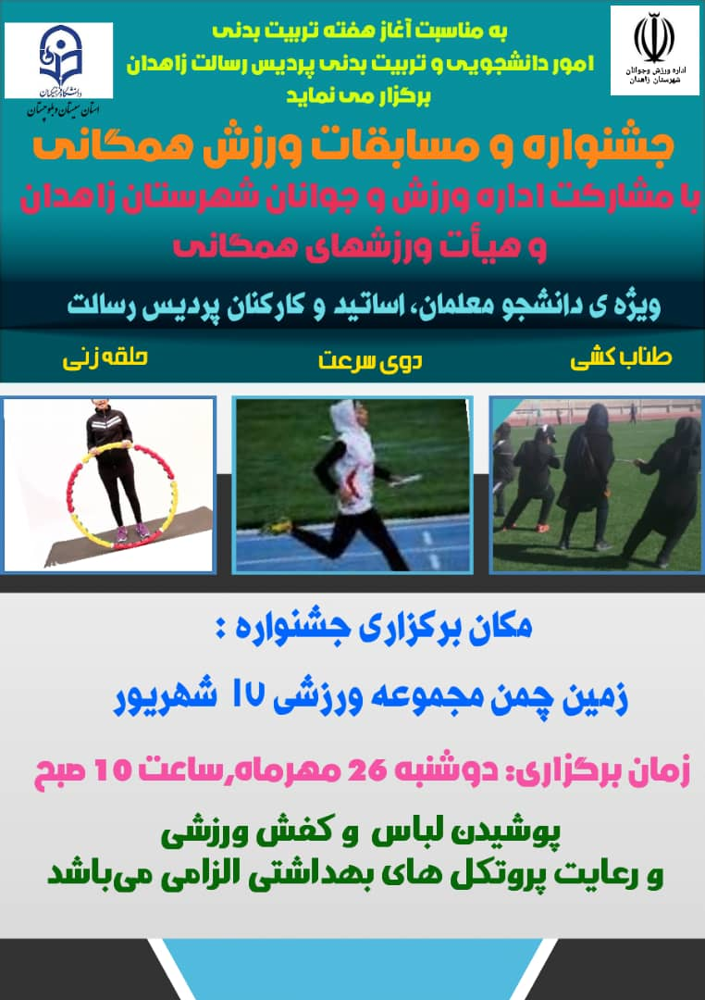 به مناسبت آغاز هفته تربیت بدنی
امور دانشجویی و تربیت بدنی پردیس رسالت زاهدان
برگزار می نماید
اداره ورزش وجوانان
شهرستان زاهدان
دانشگاه فرهنگیان
استان سیستان و بلوچستان
جشنواره و مسابقات ورزش همگانی
با مشارکت اداره ورزش و جوانان شهرستان زاهدان
و هیأت ورزشهای همگانی
ویژه ی دانشجو معلمان، اساتید و کارکنان پردیس رسالت
طناب کشی
دوی سرعت
حلقه زنی
مکان برگزاری جشنواره :
زمین چمن مجموعه ورزشی ۱۷ شهریور
زمان برگزاری: دوشنبه 26 مهرماه,ساعت 10 صبح
پوشیدن لباس و کفش ورزشی
و رعایت پروتکل های بهداشتی الزامی می‌باشد